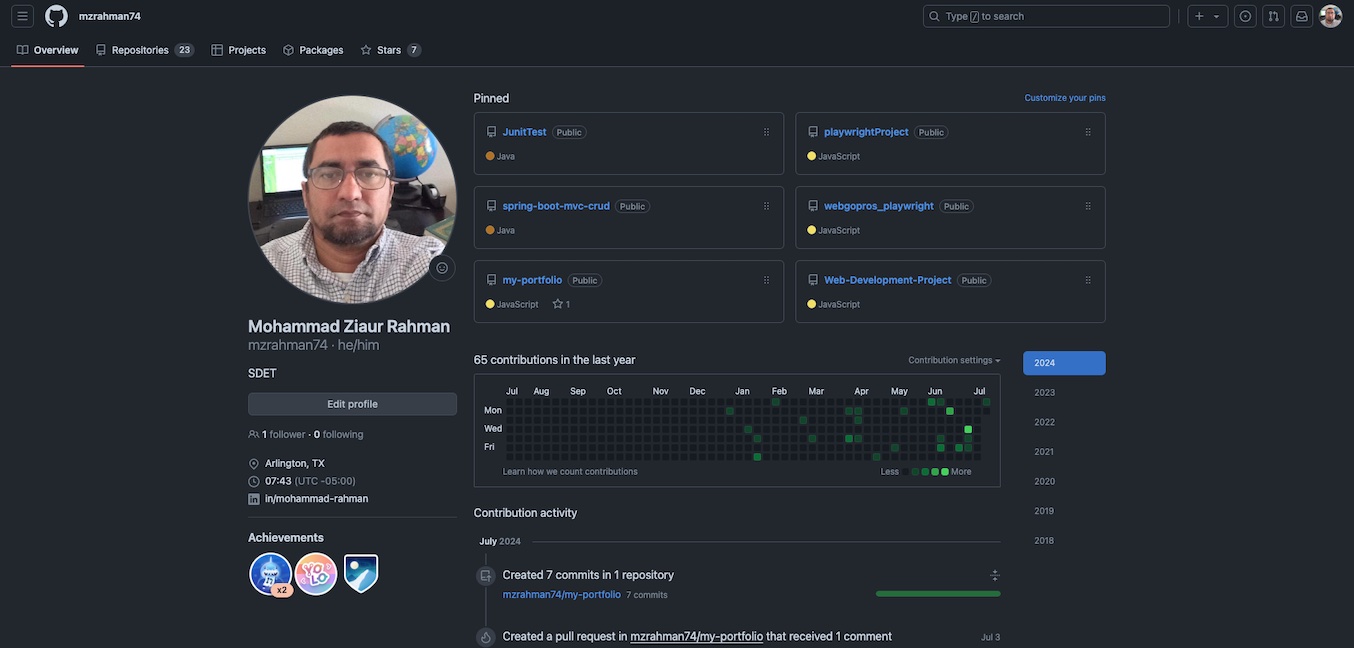 mzrahman74
Type / to search
Overview Repositories 23 Projects Packages Stars 7
Pinned
Customize your pins
JunitTest Public
Java
playwrightProject Public
JavaScript
spring-boot-mvc-crud Public
Java
webgopros_playwright Public
JavaScript
my-portfolio Public
JavaScript 1
Web-Development-Project Public
JavaScript
Mohammad Ziaur Rahman
mzrahman74 · he/him
SDET
Edit profile
1 follower · 0 following
Arlington, TX
07:43 (UTC -05:00)
in in/mohammad-rahman
Achievements
x2
YOLO
65 contributions in the last year
Contribution settings
Jul Aug Sep Oct Nov Dec Jan Feb Mar Apr May Jun Jul
Mon
Wed
Fri
Learn how we count contributions
Less More
2024
2023
2022
2021
2020
2019
2018
Contribution activity
July 2024
Created 7 commits in 1 repository
mzrahman74/my-portfolio 7 commits
Created a pull request in mzrahman74/my-portfolio that received 1 comment
Jul 3